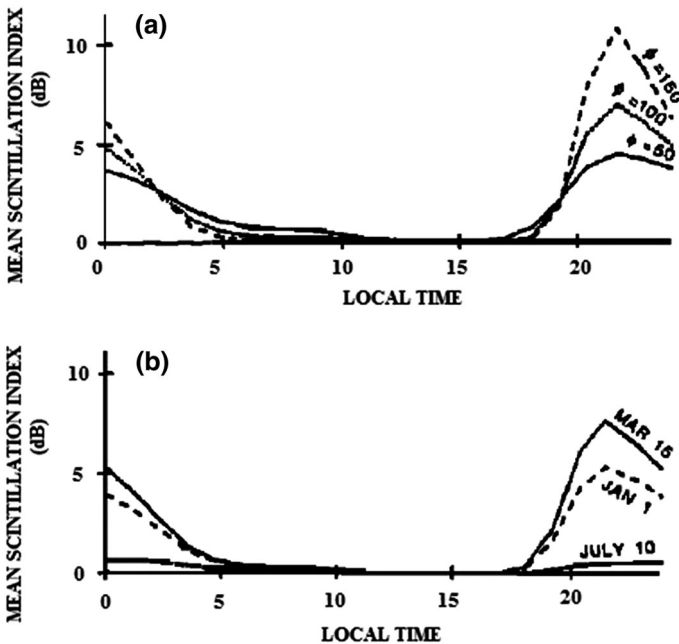 (a)
MEAN SCINTILLATION INDEX
(dB)
10
5
0
0
5
10
15
20
LOCAL TIME
ϕ =150
ϕ =100
ϕ =50
(b)
MEAN SCINTILLATION INDEX
(dB)
10
5
0
0
5
10
15
20
LOCAL TIME
MAR 15
JAN 1
JULY 10